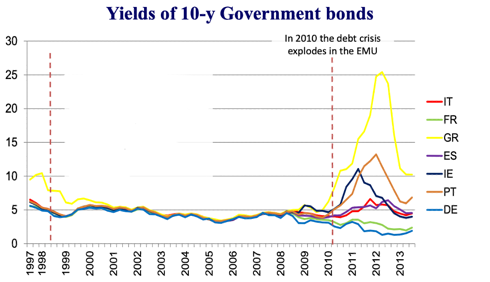 Yields of 10-y Government bonds
In 2010 the debt crisis
explodes in the EMU
30
25
20
15
10
5
0
IT
FR
GR
ES
IE
PT
DE
1997
1998
1999
2000
2001
2002
2003
2004
2005
2006
2007
2008
2009
2010
2011
2012
2013